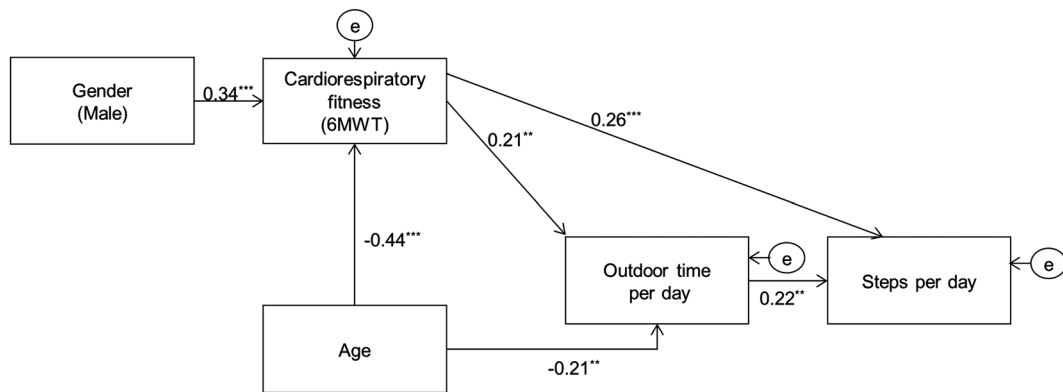 e
Gender
(Male)
0.34***
Cardiorespiratory
fitness
(6MWT)
0.26***
0.21**
-0.44***
Outdoor time
per day
e
0.22**
Steps per day
e
Age
-0.21**